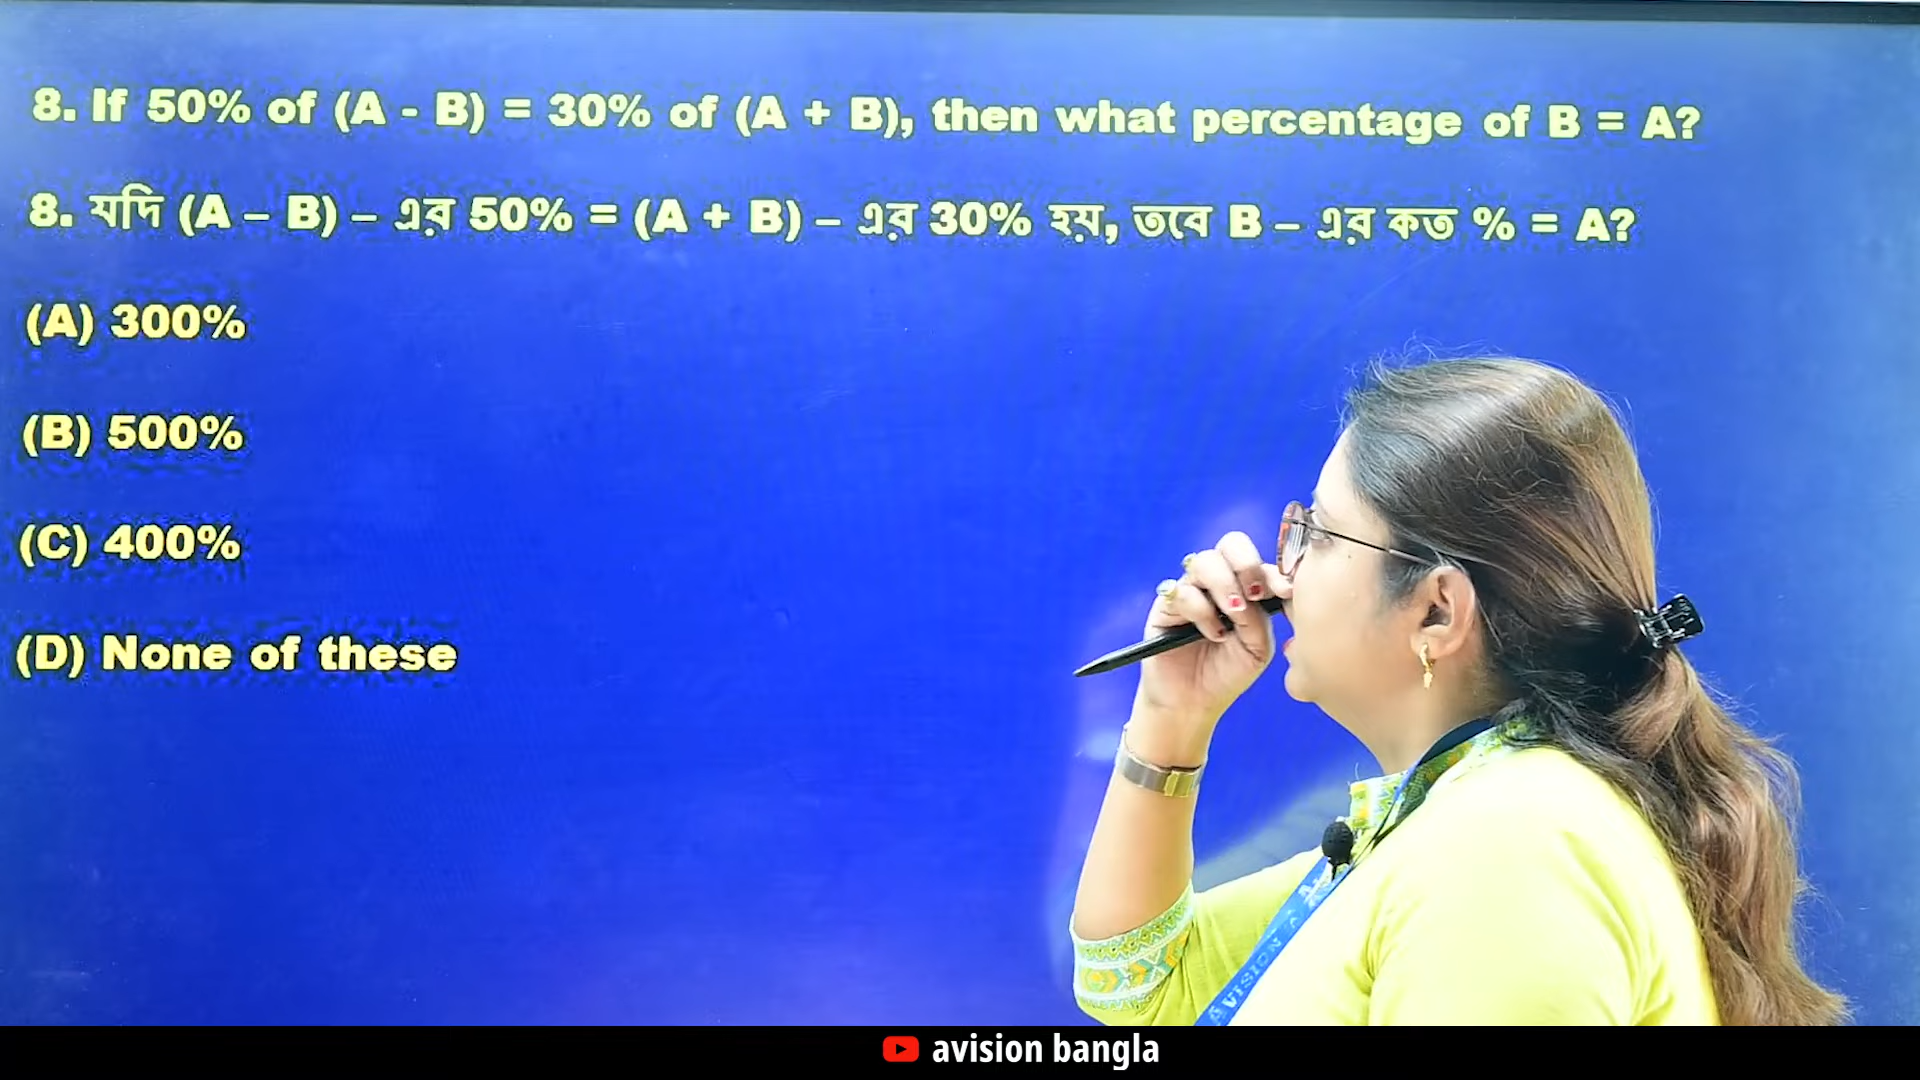 8. If 50% of (A - B) = 30% of (A + B), then what percentage of B = A?
8. যদি (A – B) – এর 50% = (A + B) – এর 30% হয়, তবে B – এর কত % = A?
(A) 300%
(B) 500%
(C) 400%
(D) None of these
AVISION
avision bangla